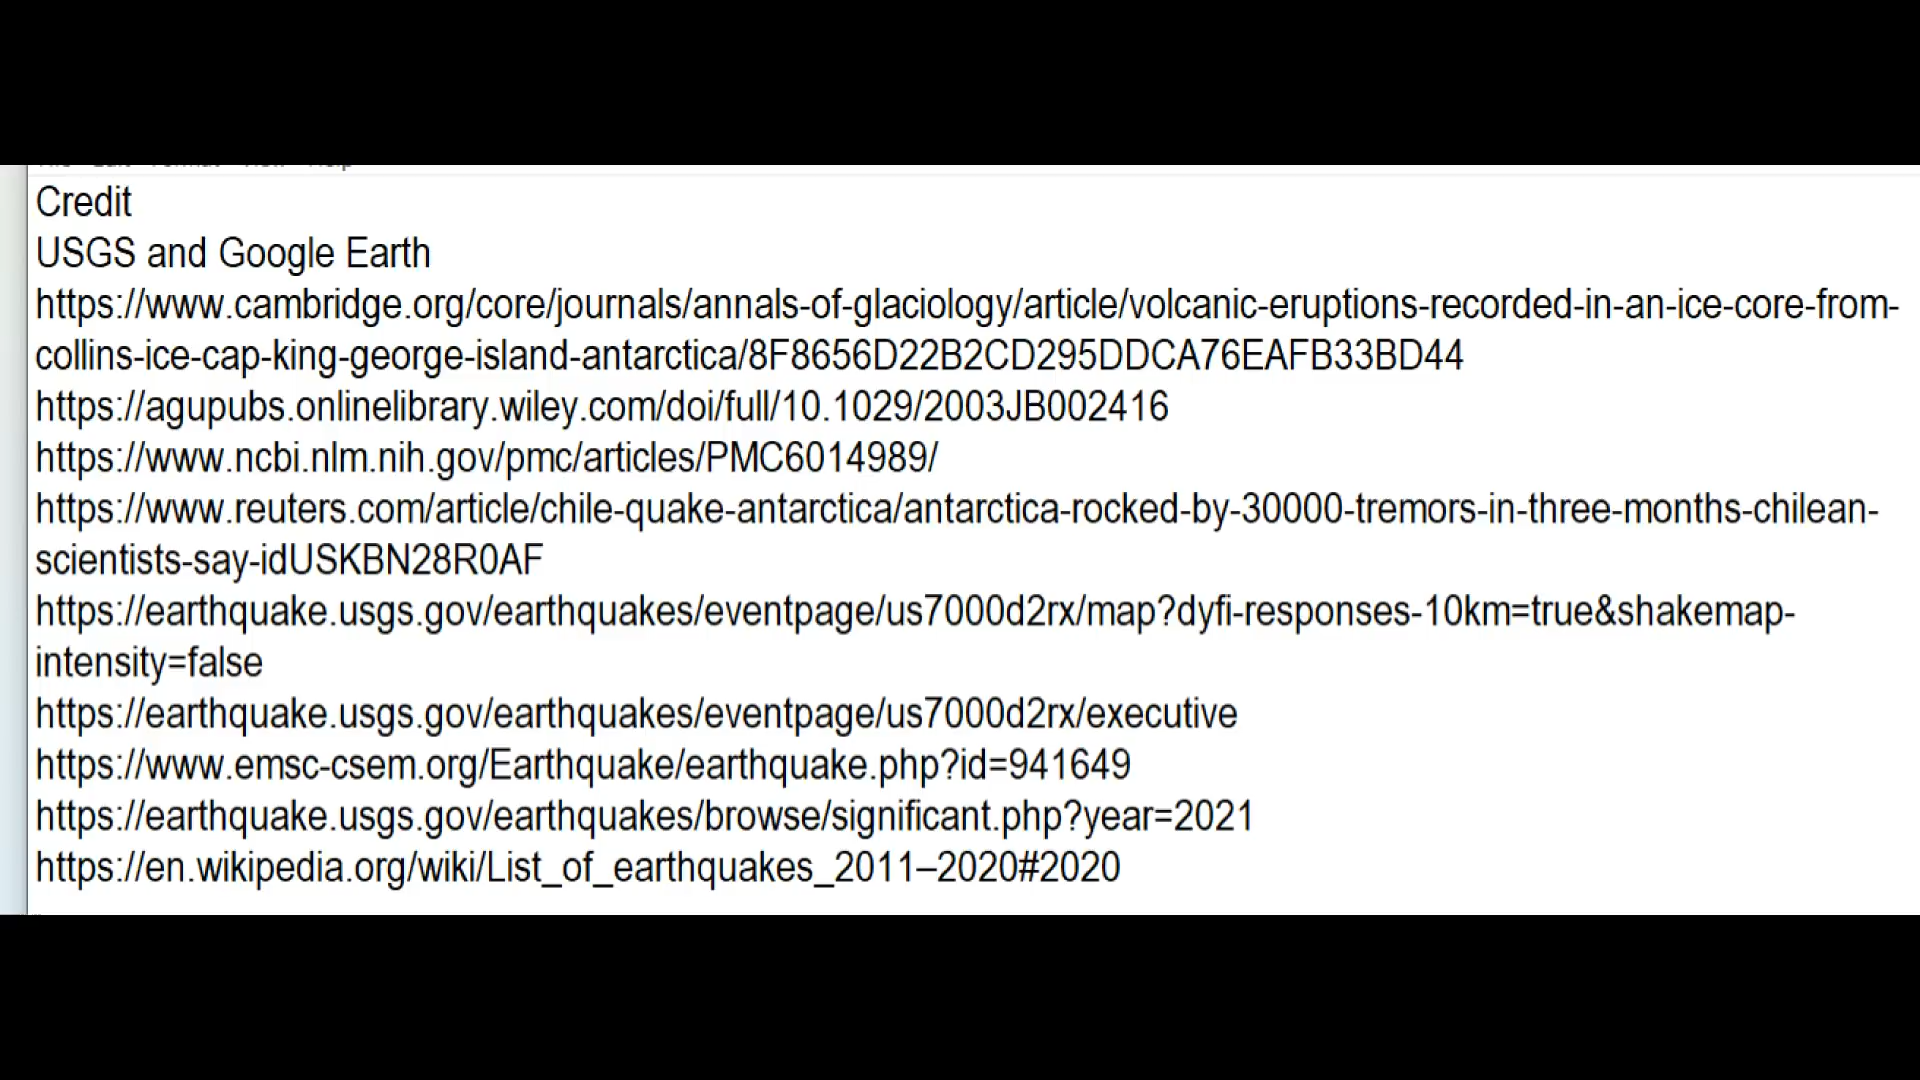 Credit
USGS and Google Earth
https://www.cambridge.org/core/journals/annals-of-glaciology/article/volcanic-eruptions-recorded-in-an-ice-core-from-
collins-ice-cap-king-george-island-antarctica/8F8656D22B2CD295DDCA76EAFB33BD44
https://agupubs.onlinelibrary.wiley.com/doi/full/10.1029/2003JB002416
https://www.ncbi.nlm.nih.gov/pmc/articles/PMC6014989/
https://www.reuters.com/article/chile-quake-antarctica/antarctica-rocked-by-30000-tremors-in-three-months-chilean-
scientists-say-idUSKBN28R0AF
https://earthquake.usgs.gov/earthquakes/eventpage/us7000d2rx/map?dyfi-responses-10km=true&shakemap-
intensity=false
https://earthquake.usgs.gov/earthquakes/eventpage/us7000d2rx/executive
https://www.emsc-csem.org/Earthquake/earthquake.php?id=941649
https://earthquake.usgs.gov/earthquakes/browse/significant.php?year=2021
https://en.wikipedia.org/wiki/List_of_earthquakes_2011–2020#2020